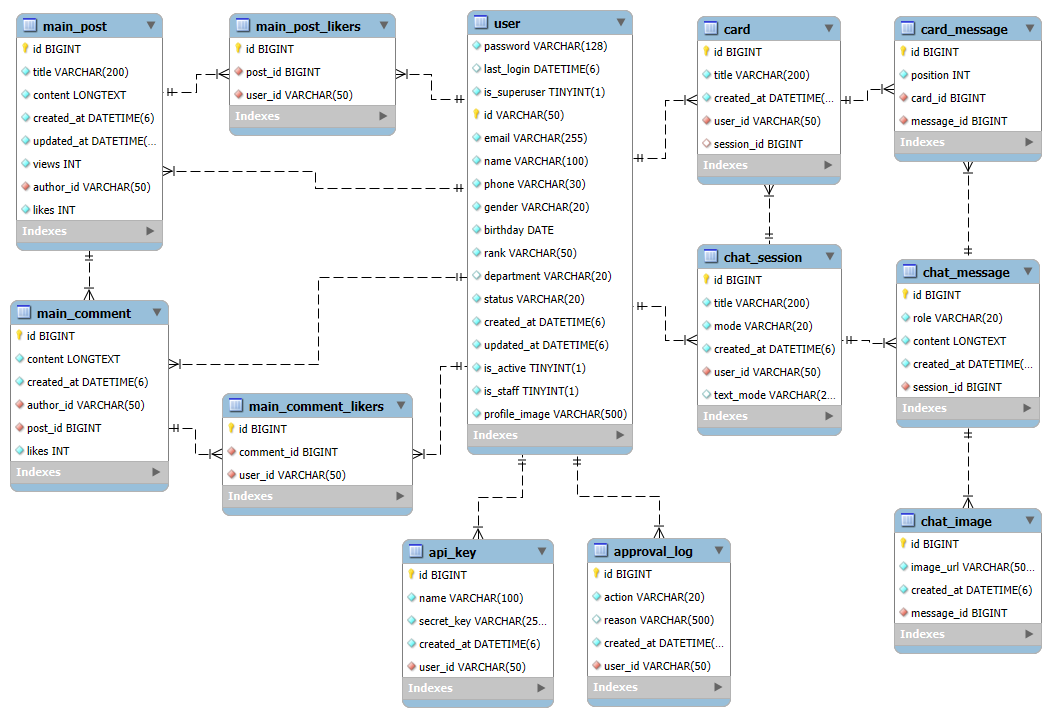 main_post
id BIGINT
title VARCHAR(200)
content LONGTEXT
created_at DATETIME(6)
updated_at DATETIME(...
views INT
author_id VARCHAR(50)
likes INT
Indexes
main_post_likers
id BIGINT
post_id BIGINT
user_id VARCHAR(50)
Indexes
user
password VARCHAR(128)
last_login DATETIME(6)
is_superuser TINYINT(1)
id VARCHAR(50)
email VARCHAR(255)
name VARCHAR(100)
phone VARCHAR(30)
gender VARCHAR(20)
birthday DATE
rank VARCHAR(50)
department VARCHAR(20)
status VARCHAR(20)
created_at DATETIME(6)
updated_at DATETIME(6)
is_active TINYINT(1)
is_staff TINYINT(1)
profile_image VARCHAR(500)
Indexes
card
id BIGINT
title VARCHAR(200)
created_at DATETIME(...
user_id VARCHAR(50)
session_id BIGINT
Indexes
card_message
id BIGINT
position INT
card_id BIGINT
message_id BIGINT
Indexes
main_comment
id BIGINT
content LONGTEXT
created_at DATETIME(6)
author_id VARCHAR(50)
post_id BIGINT
likes INT
Indexes
main_comment_likers
id BIGINT
comment_id BIGINT
user_id VARCHAR(50)
Indexes
chat_session
id BIGINT
title VARCHAR(200)
mode VARCHAR(20)
created_at DATETIME(6)
user_id VARCHAR(50)
text_mode VARCHAR(2...
Indexes
chat_message
id BIGINT
role VARCHAR(20)
content LONGTEXT
created_at DATETIME(...
session_id BIGINT
Indexes
api_key
id BIGINT
name VARCHAR(100)
secret_key VARCHAR(25...
created_at DATETIME(6)
user_id VARCHAR(50)
Indexes
approval_log
id BIGINT
action VARCHAR(20)
reason VARCHAR(500)
created_at DATETIME(...
user_id VARCHAR(50)
Indexes
chat_image
id BIGINT
image_url VARCHAR(50...
created_at DATETIME(6)
message_id BIGINT
Indexes